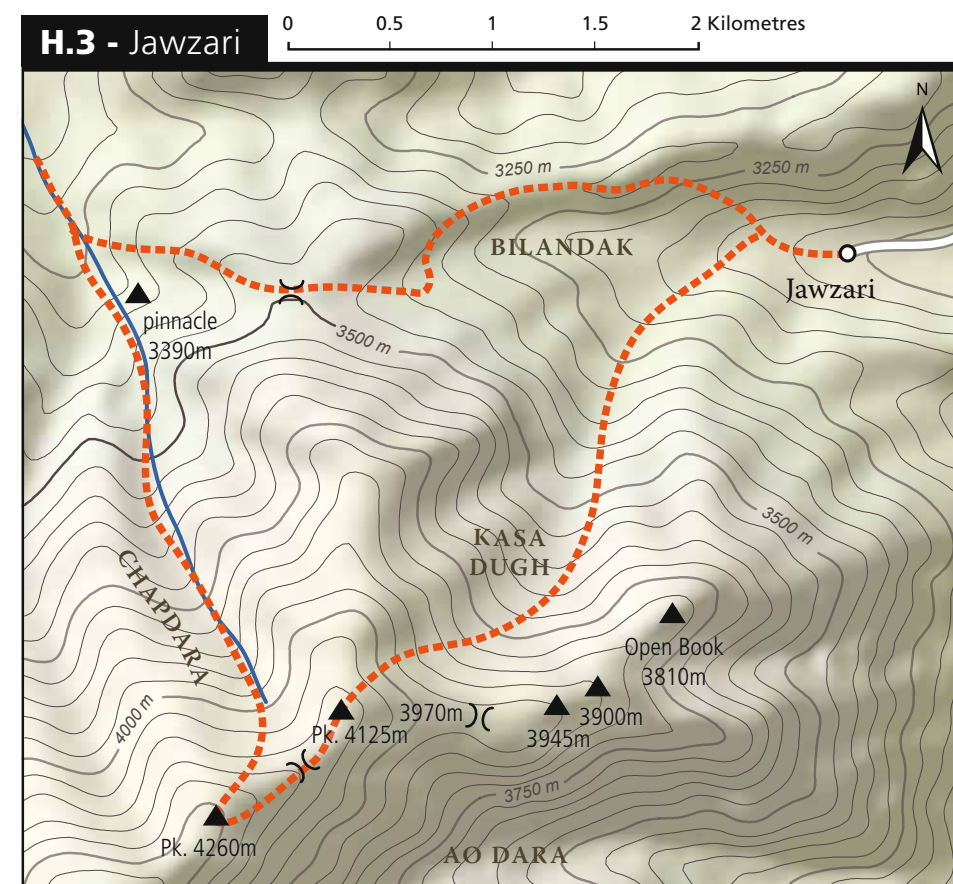 H.3 - Jawzari
0 0.5 1 1.5 2 Kilometres
N
3250 m
3250 m
BILANDAK
Jawzari
pinnacle
3390m
3500 m
KASA
DUGH
3500 m
CHAPDARA
Open Book
3810m
4000 m
3970m
3900m
Pk. 4125m
3945m
3750 m
Pk. 4260m
AO DARA